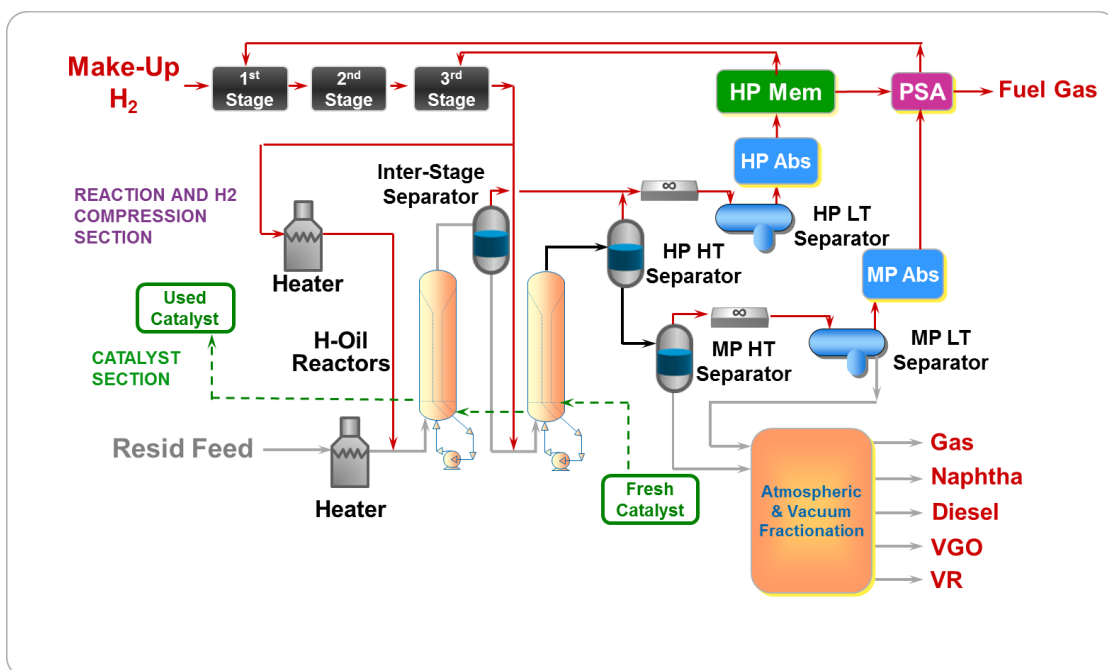 Make-Up
H2
1st
Stage
2nd
Stage
3rd
Stage
HP Mem
PSA
Fuel Gas
HP Abs
Inter-Stage
Separator
REACTION AND H2
COMPRESSION
SECTION
∞
HP LT
Separator
HP HT
Separator
MP Abs
Heater
Used
Catalyst
∞
CATALYST
SECTION
H-Oil
Reactors
MP HT
Separator
MP LT
Separator
Resid Feed
Heater
Fresh
Catalyst
Atmospheric
& Vacuum
Fractionation
Gas
Naphtha
Diesel
VGO
VR